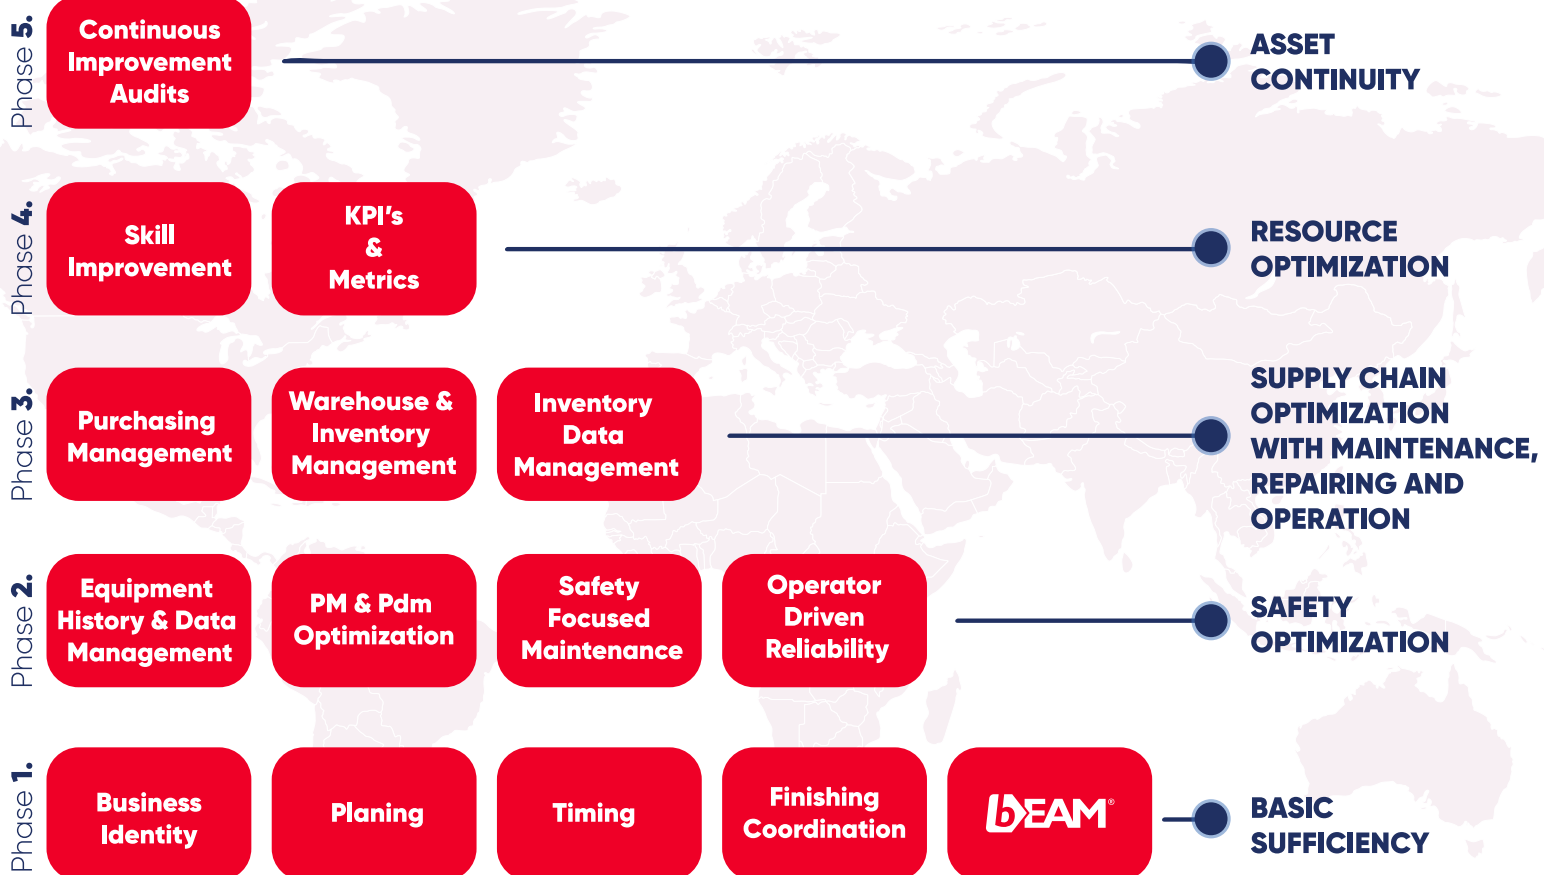 Phase 5.
Continuous
Improvement
Audits
ASSET
CONTINUITY
Phase 4.
Skill
Improvement
KPI's
&
Metrics
RESOURCE
OPTIMIZATION
Phase 3.
Purchasing
Management
Warehouse &
Inventory
Management
Inventory
Data
Management
SUPPLY CHAIN
OPTIMIZATION
WITH MAINTENANCE,
REPAIRING AND
OPERATION
Phase 2.
Equipment
History & Data
Management
PM & Pdm
Optimization
Safety
Focused
Maintenance
Operator
Driven
Reliability
SAFETY
OPTIMIZATION
Phase 1.
Business
Identity
Planing
Timing
Finishing
Coordination
bEAM®
BASIC
SUFFICIENCY